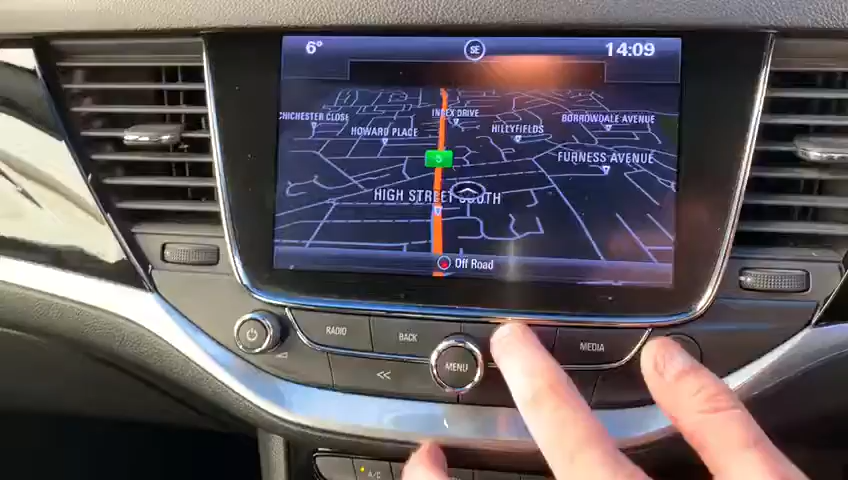 6°
SE
14:09
CHICHESTER CLOSE
INDEX DRIVE
BORROWDALE AVENUE
HOWARD PLACE
HILLYFIELDS
5
FURNESS AVENUE
HIGH STREET SOUTH
Off Road
RADIO
BACK
MEDIA
MENU
<<
A/C